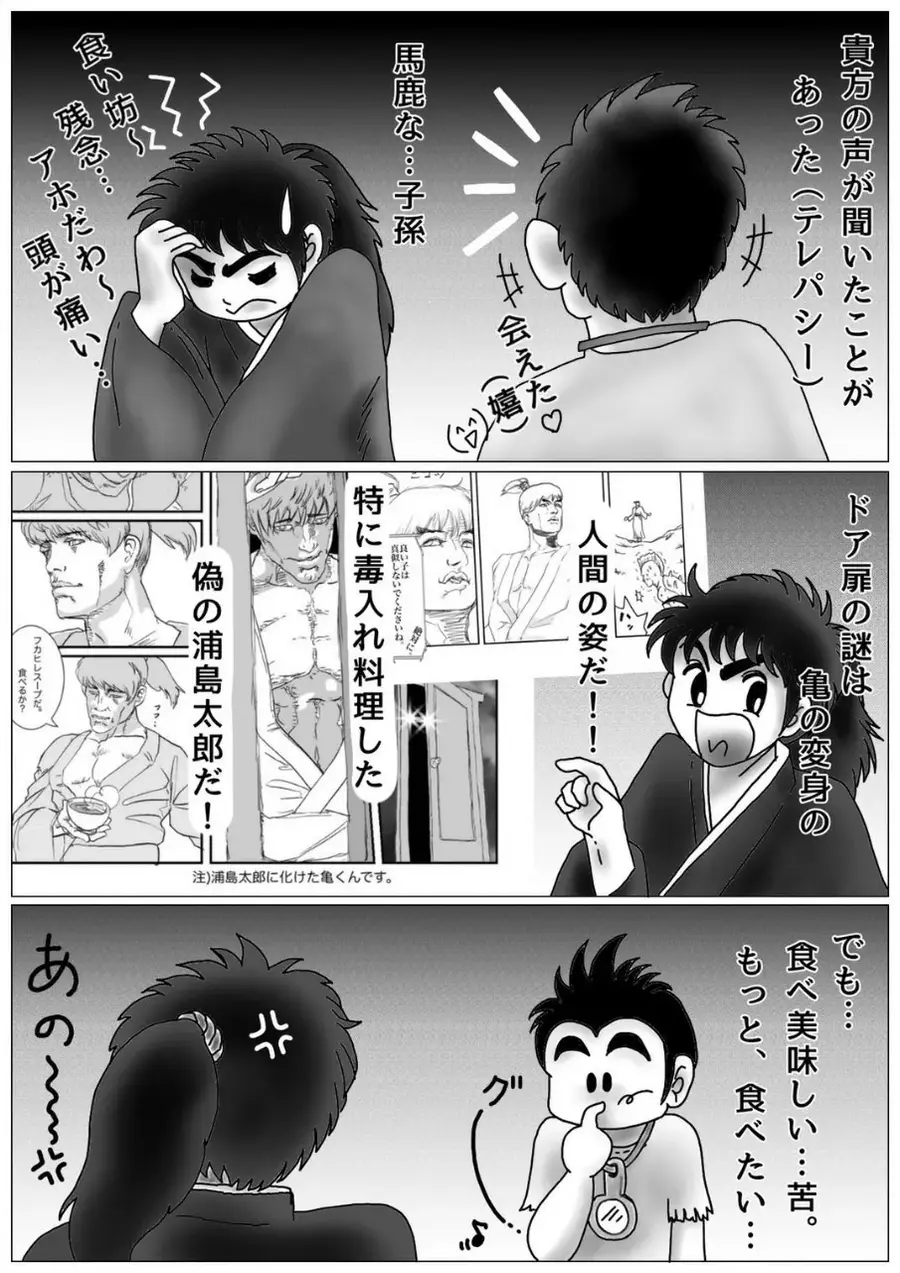 貴方の声が聞いたことが
あった（テレパシー）
会えた♡
（嬉）
馬鹿な…子孫
食い坊〜
残念…
アホだわ〜
頭が痛い…
ドア扉の謎は
亀の変身の
人間の姿だ！！
良い子は
真似しないでくださいね。
絶対に
特に毒入れ料理した
偽の浦島太郎だ！
フカヒレスープだ。
食べるか？
注)浦島太郎に化けた亀くんです。
でも…
食べ美味しい…苦。
もっと、食べたい…
グ〜…
あの〜